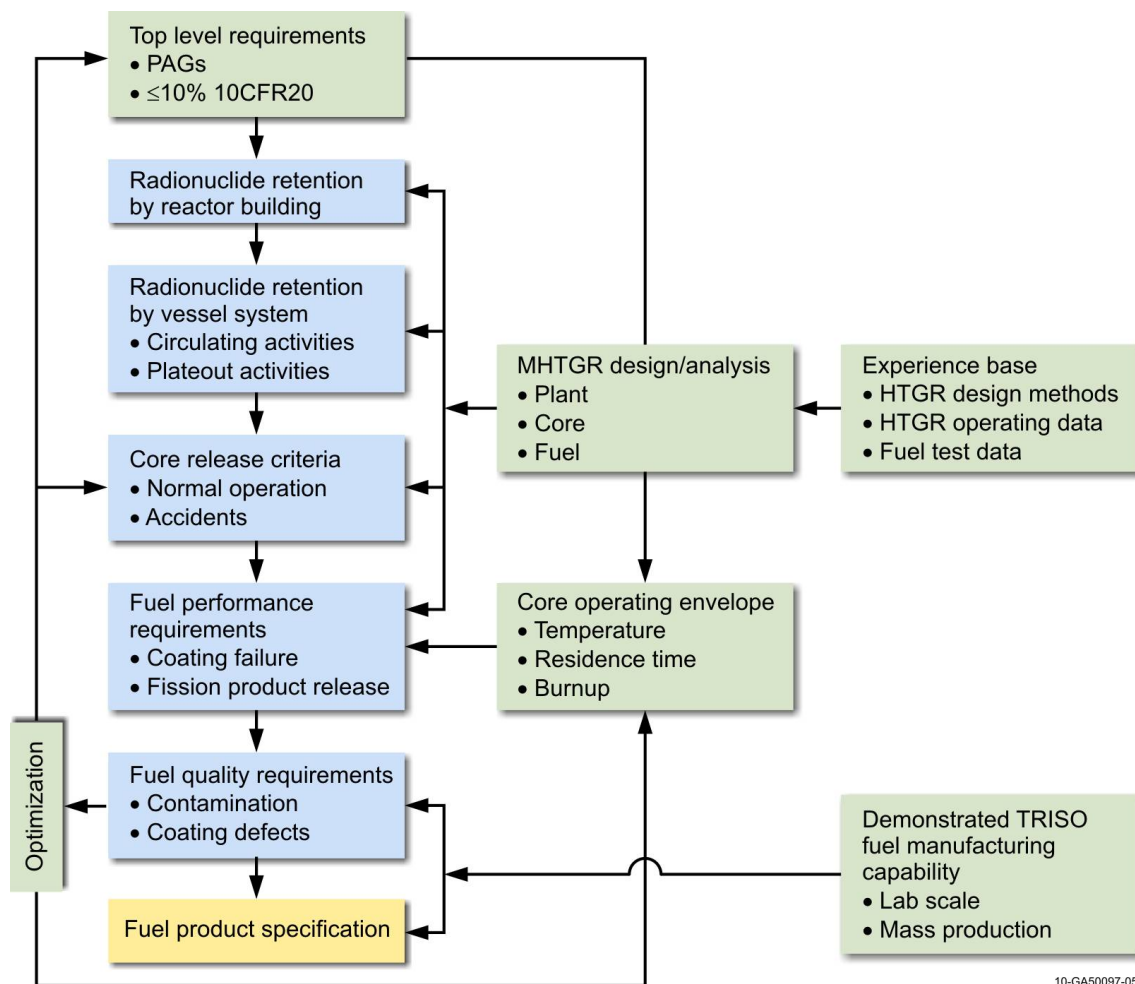 Top level requirements
• PAGs
• ≤10% 10CFR20
Radionuclide retention
by reactor building
Radionuclide retention
by vessel system
• Circulating activities
• Plateout activities
MHTGR design/analysis
• Plant
• Core
• Fuel
Experience base
• HTGR design methods
• HTGR operating data
• Fuel test data
Core release criteria
• Normal operation
• Accidents
Fuel performance
requirements
• Coating failure
• Fission product release
Core operating envelope
• Temperature
• Residence time
• Burnup
Optimization
Fuel quality requirements
• Contamination
• Coating defects
Demonstrated TRISO
fuel manufacturing
capability
• Lab scale
• Mass production
Fuel product specification
10-GA50097-05